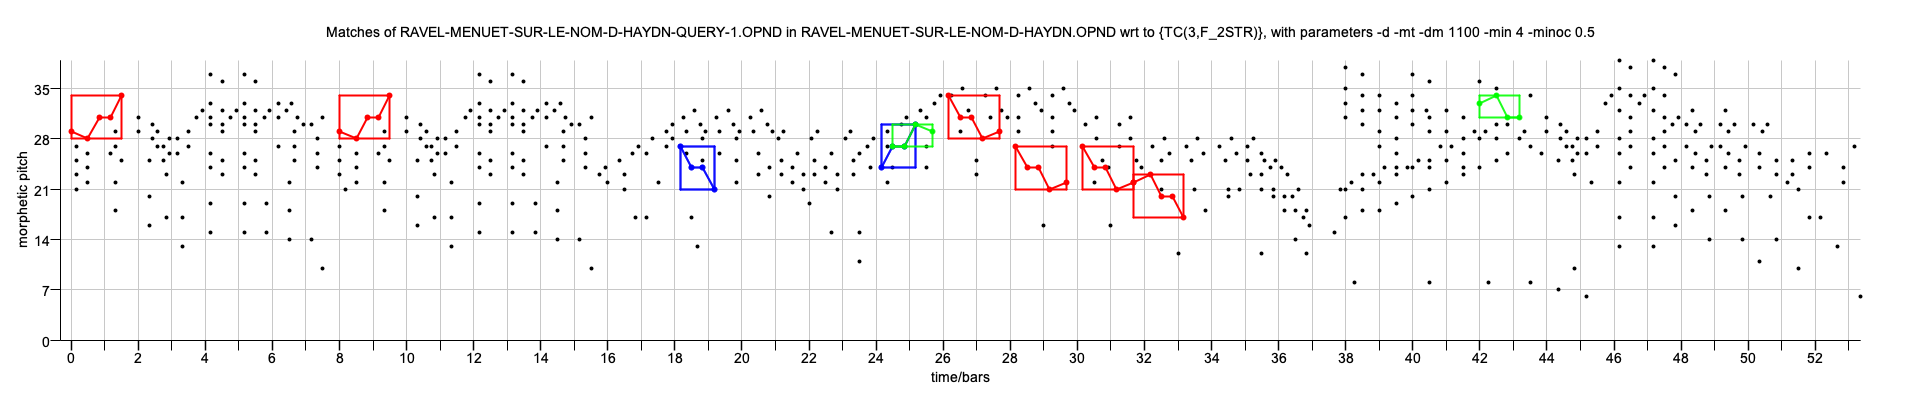 Matches of RAVEL-MENUET-SUR-LE-NOM-D-HAYDN-QUERY-1.OPND in RAVEL-MENUET-SUR-LE-NOM-D-HAYDN.OPND wrt to {TC(3,F_2STR)}, with parameters -d -mt -dm 1100 -min 4 -minoc 0.5
35
28
21
14
7
0
morphetic pitch
0 2 4 6 8 10 12 14 16 18 20 22 24 26 28 30 32 34 36 38 40 42 44 46 48 50 52
time/bars